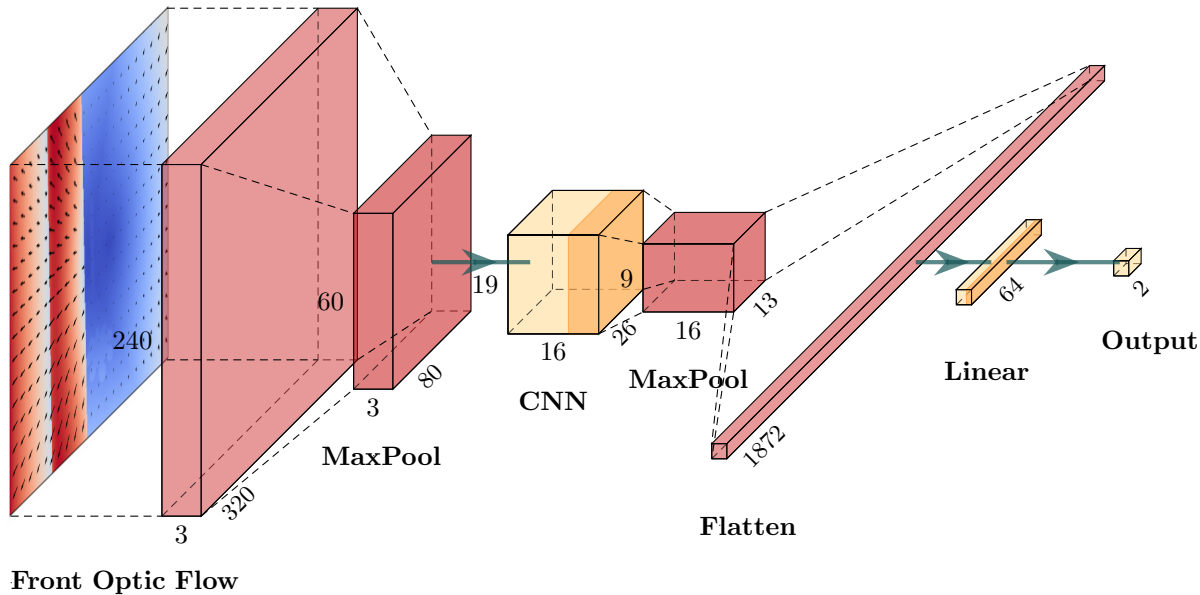 240
3
320
Front Optic Flow
60
3
80
MaxPool
19
16
26
CNN
9
16
13
MaxPool
1872
Flatten
64
Linear
2
Output